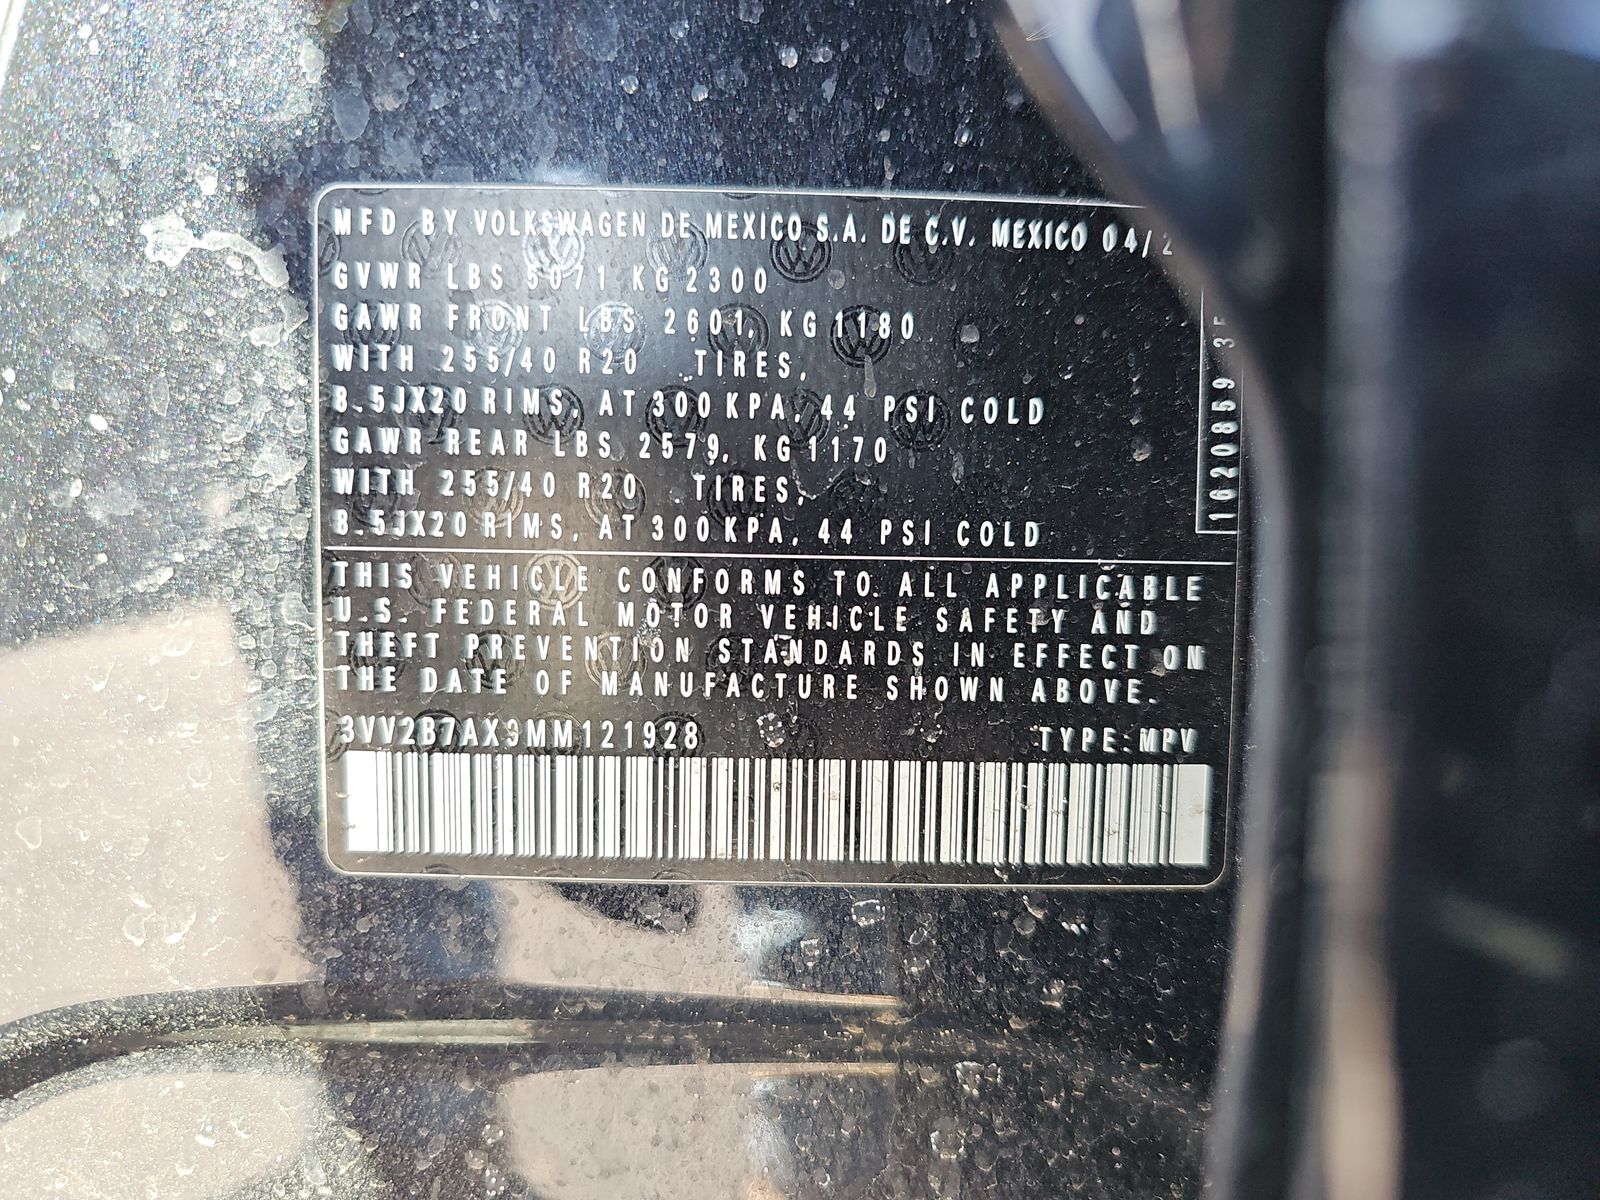 MFD BY VOLKSWAGEN DE MEXICO S.A. DE C.V. MEXICO 04/2
GVWR LBS 5071 KG 2300
GAWR FRONT LBS 2601, KG 1180
WITH 255/40 R20 TIRES,
8.5JX20 RIMS, AT 300 KPA, 44 PSI COLD
GAWR REAR LBS 2579, KG 1170
WITH 255/40 R20 TIRES,
8.5JX20 RIMS, AT 300 KPA, 44 PSI COLD
THIS VEHICLE CONFORMS TO ALL APPLICABLE
U.S. FEDERAL MOTOR VEHICLE SAFETY AND
THEFT PREVENTION STANDARDS IN EFFECT ON
THE DATE OF MANUFACTURE SHOWN ABOVE.
3VV2B7AX9MM121928 TYPE: MPV
1620859